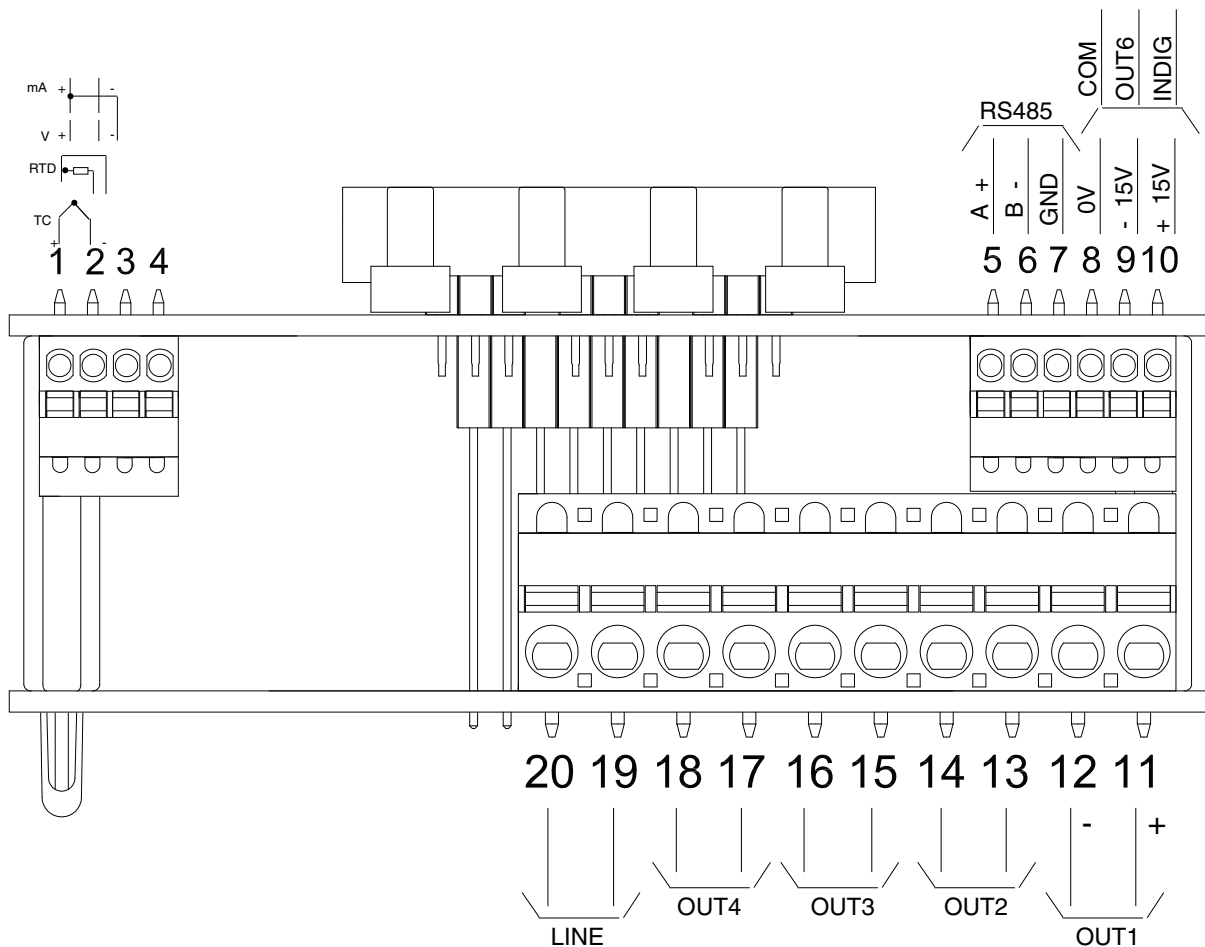 COM
OUT6
INDIG
mA + -
V + -
RTD
TC
+ -
1 2 3 4
RS485
A +
B -
GND
0V
- 15V
+ 15V
5 6 7 8 9 10
20 19 18 17 16 15 14 13 12 11
- +
LINE
OUT4
OUT3
OUT2
OUT1